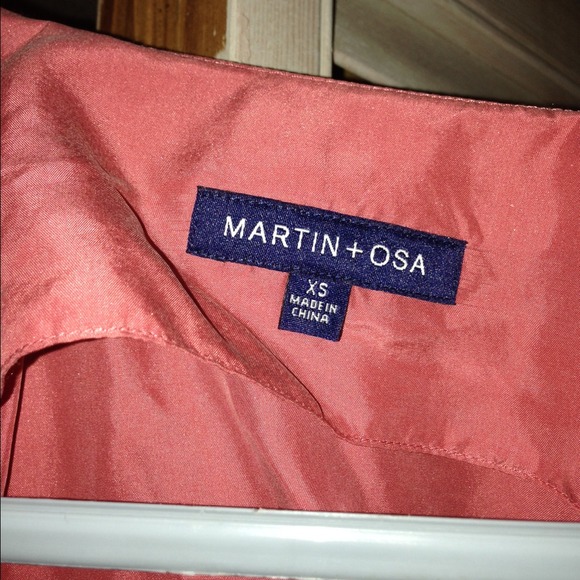 MARTIN + OSA
XS
MADE IN
CHINA